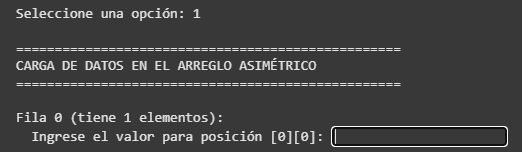 Seleccione una opción: 1
==================================================
CARGA DE DATOS EN EL ARREGLO ASIMÉTRICO
==================================================
Fila 0 (tiene 1 elementos):
Ingrese el valor para posición [0][0]: